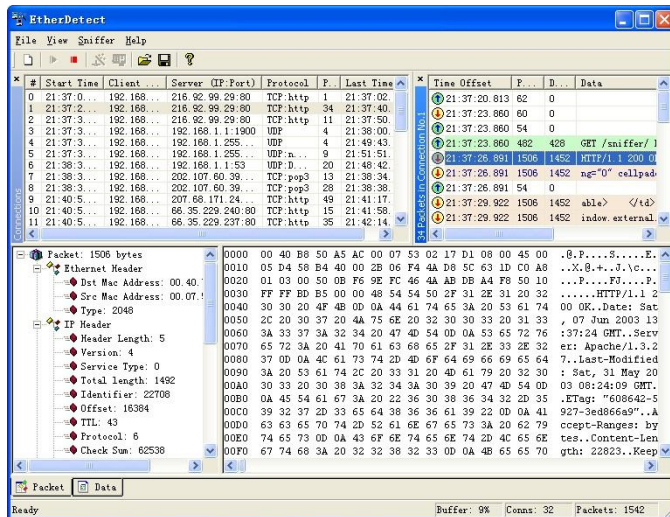 EtherDetect
File View Sniffer Help
# Start Time Client ... Server (IP:Port) Protocol P.. Last Time
0 21:37:0... 192.168... 216.92.99.29:80 TCP:http 1 21:37:02.
1 21:37:2... 192.168... 216.92.99.29:80 TCP:http 34 21:37:40.
2 21:37:3... 192.168... 216.92.99.29:80 TCP:http 11 21:37:50.
3 21:37:4... 192.168... 192.168.1.1:1900 UDP 4 21:38:00.
4 21:37:5... 192.168... 192.168.1.255... UDP 4 21:49:43.
5 21:37:5... 192.168... 192.168.1.255... UDP:n... 9 21:51:51.
6 21:38:3... 192.168... 192.168.1.1:53 UDP:D... 20 21:48:42.
7 21:38:3... 192.168... 202.107.60.39... TCP:pop3 13 21:38:34.
8 21:38:3... 192.168... 202.107.60.39... TCP:pop3 28 21:38:38.
9 21:40:5... 192.168... 207.68.171.24... TCP:http 49 21:41:17.
10 21:40:5... 192.168... 66.35.229.240:80 TCP:http 15 21:41:58.
11 21:40:5... 192.168... 66.35.229.237:80 TCP:http 35 21:42:14.
Connections
Time Offset P... D... Data
21:37:20.813 62 0
21:37:23.860 60 0
21:37:23.860 54 0
21:37:23.860 482 428 GET /sniffer/
21:37:26.891 1506 1452 HTTP/1.1 200 O
21:37:26.891 1506 1452 ng="0" cellpad
21:37:26.891 54 0
21:37:29.922 1506 1452 able> </td>
21:37:29.922 1506 1452 indow.external.
34 Packets in Connection No.1
Packet: 1506 bytes
Ethernet Header
Dst Mac Address: 00.40.
Src Mac Address: 00.07.
Type: 2048
IP Header
Header Length: 5
Version: 4
Service Type: 0
Total length: 1492
Identifier: 22708
Offset: 16384
TTL: 43
Protocol: 6
Check Sum: 62538
0000 00 40 B8 50 A5 AC 00 07 53 02 17 D1 08 00 45 00 .@.P....S.....E.
0010 05 D4 58 B4 40 00 2B 06 F4 4A D8 5C 63 1D C0 A8 ..X.@.+..J.\c...
0020 01 03 00 50 0B F6 9E FC 46 4A AB DB A4 F8 50 10 ...P....FJ....P.
0030 FF FF BD B5 00 00 48 54 54 50 2F 31 2E 31 20 32 ......HTTP/1.1 2
0040 30 30 20 4F 4B 0D 0A 44 61 74 65 3A 20 53 61 74 00 OK..Date: Sat
0050 2C 20 30 37 20 4A 75 6E 20 32 30 30 33 20 31 33 , 07 Jun 2003 13
0060 3A 33 37 3A 32 34 20 47 4D 54 0D 0A 53 65 72 76 :37:24 GMT..Serv
0070 65 72 3A 20 41 70 61 63 68 65 2F 31 2E 33 2E 32 er: Apache/1.3.2
0080 37 0D 0A 4C 61 73 74 2D 4D 6F 64 69 66 69 65 64 7..Last-Modified
0090 3A 20 53 61 74 2C 20 33 31 20 4D 61 79 20 32 30 : Sat, 31 May 20
00A0 30 33 20 30 38 3A 32 34 3A 30 39 20 47 4D 54 0D 03 08:24:09 GMT.
00B0 0A 45 54 61 67 3A 20 22 36 30 38 36 34 32 2D 35 .ETag: "608642-5
00C0 39 32 37 2D 33 65 64 38 36 36 61 39 22 0D 0A 41 927-3ed866a9"..A
00D0 63 63 65 70 74 2D 52 61 6E 67 65 73 3A 20 62 79 ccept-Ranges: by
00E0 74 65 73 0D 0A 43 6F 6E 74 65 6E 74 2D 4C 65 6E tes..Content-Len
00F0 67 74 68 3A 20 32 32 38 32 33 0D 0A 4B 65 65 70 gth: 22823..Keep
Packet Data
Ready Buffer: 9% Conns: 32 Packets: 1542